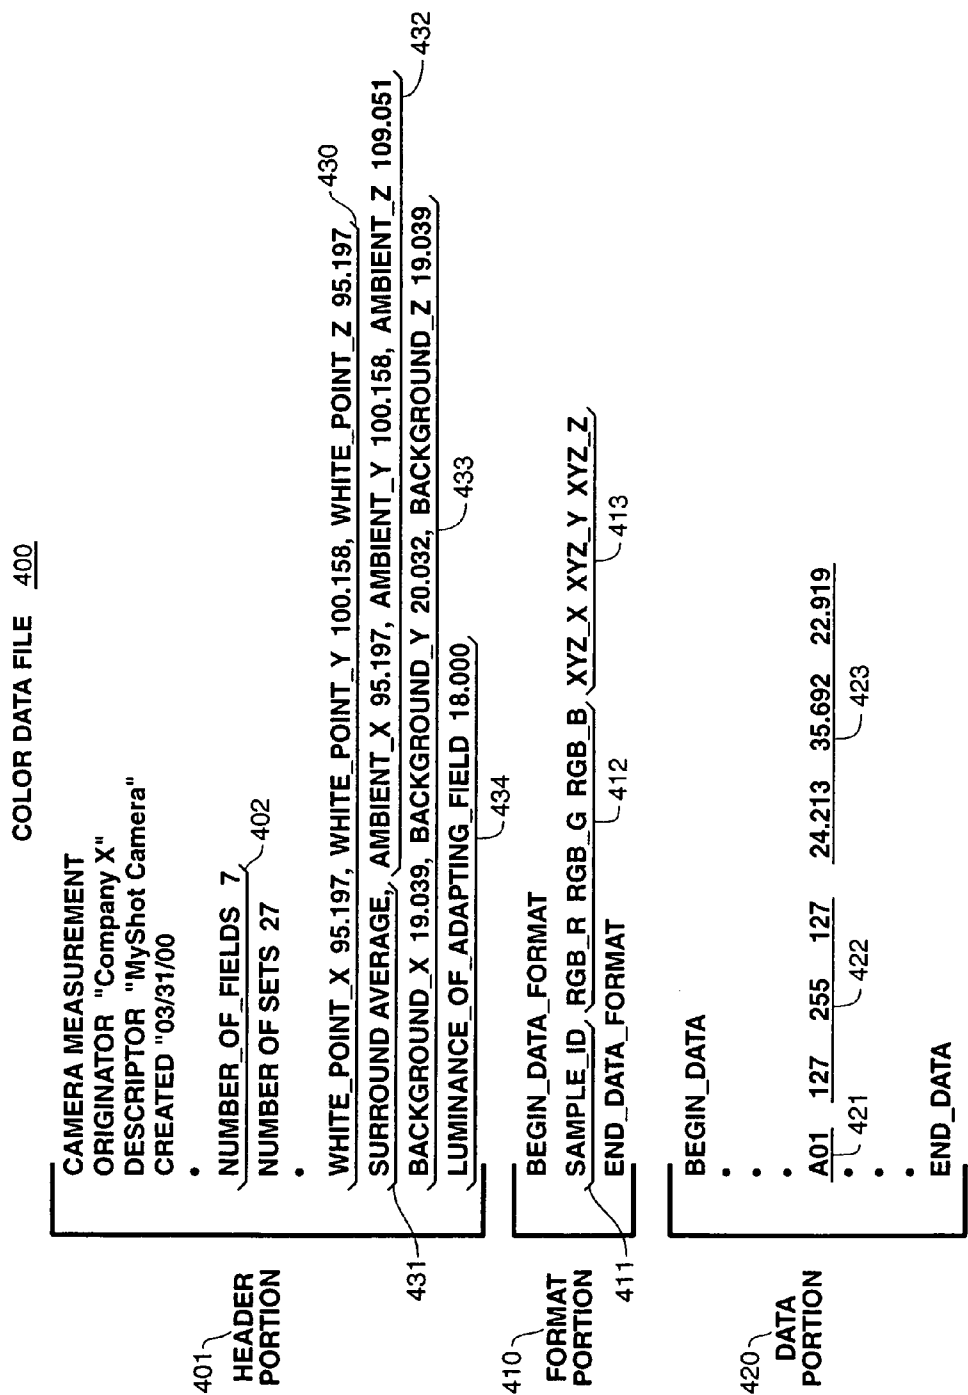 COLOR DATA FILE 400
CAMERA MEASUREMENT
ORIGINATOR "Company X"
DESCRIPTOR "MyShot Camera"
CREATED "03/31/00
NUMBER_OF_FIELDS 7
402
NUMBER OF SETS 27
WHITE_POINT_X 95.197, WHITE_POINT_Y 100.158, WHITE_POINT_Z 95.197
430
SURROUND AVERAGE, AMBIENT_X 95.197, AMBIENT_Y 100.158, AMBIENT_Z 109.051
431
432
BACKGROUND_X 19.039, BACKGROUND_Y 20.032, BACKGROUND_Z 19.039
433
LUMINANCE_OF_ADAPTING_FIELD 18.000
434
401
HEADER
PORTION
BEGIN_DATA_FORMAT
SAMPLE_ID RGB_R RGB_G RGB_B XYZ_X XYZ_Y XYZ_Z
END_DATA_FORMAT
411
412
413
410
FORMAT
PORTION
BEGIN_DATA
A01 127 255 127 24.213 35.692 22.919
421
422
423
END_DATA
420
DATA
PORTION